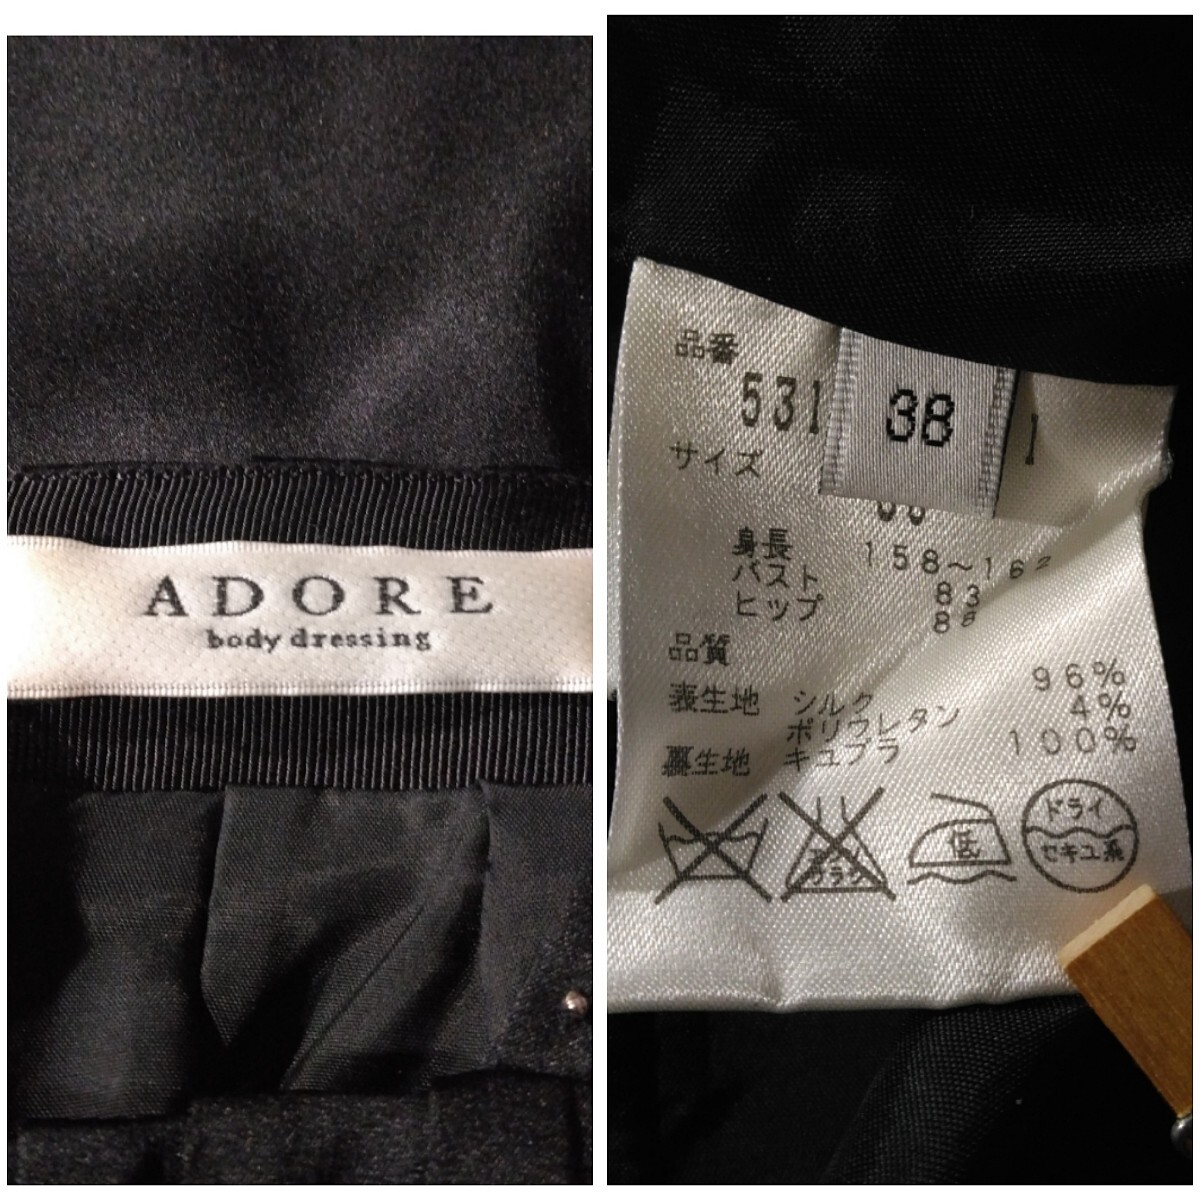 ADORE
body dressing
品番
531 38 1
サイズ
身長 158～162
バスト 83
ヒップ
品質
表生地 シルク 96%
ポリウレタン 4%
裏生地 キュプラ 100%
低
ドライ
セキユ系